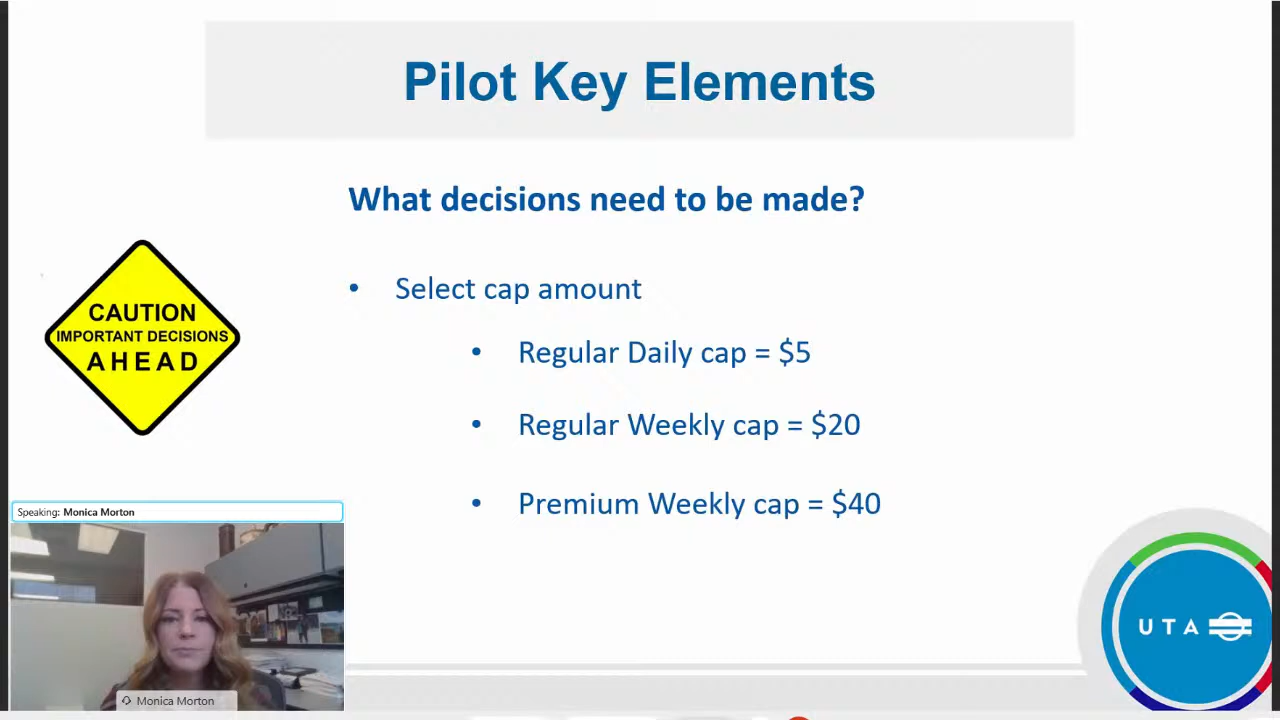 Pilot Key Elements
What decisions need to be made?
• Select cap amount
• Regular Daily cap = $5
• Regular Weekly cap = $20
• Premium Weekly cap = $40
CAUTION
IMPORTANT DECISIONS
AHEAD
Speaking: Monica Morton
Monica Morton
UTA